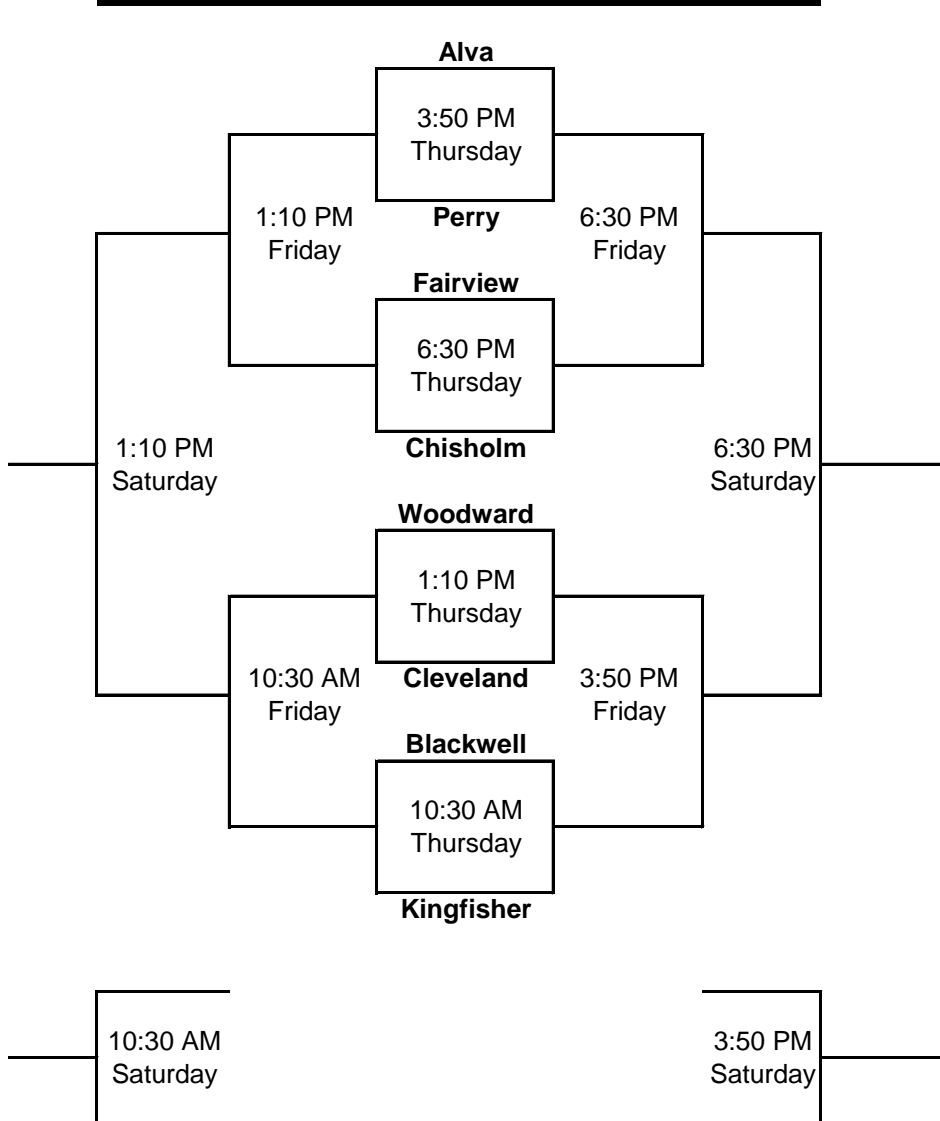 Alva
3:50 PM
Thursday
1:10 PM
Friday
Perry
6:30 PM
Friday
Fairview
6:30 PM
Thursday
1:10 PM
Saturday
Chisholm
6:30 PM
Saturday
Woodward
1:10 PM
Thursday
10:30 AM
Friday
Cleveland
3:50 PM
Friday
Blackwell
10:30 AM
Thursday
Kingfisher
10:30 AM
Saturday
3:50 PM
Saturday